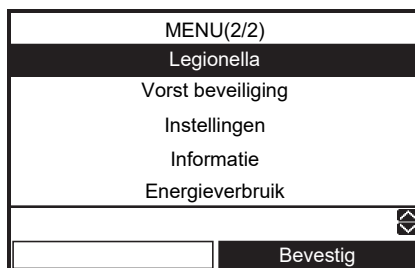 MENU(2/2)
Legionella
Vorst beveiliging
Instellingen
Informatie
Energieverbruik
Bevestig